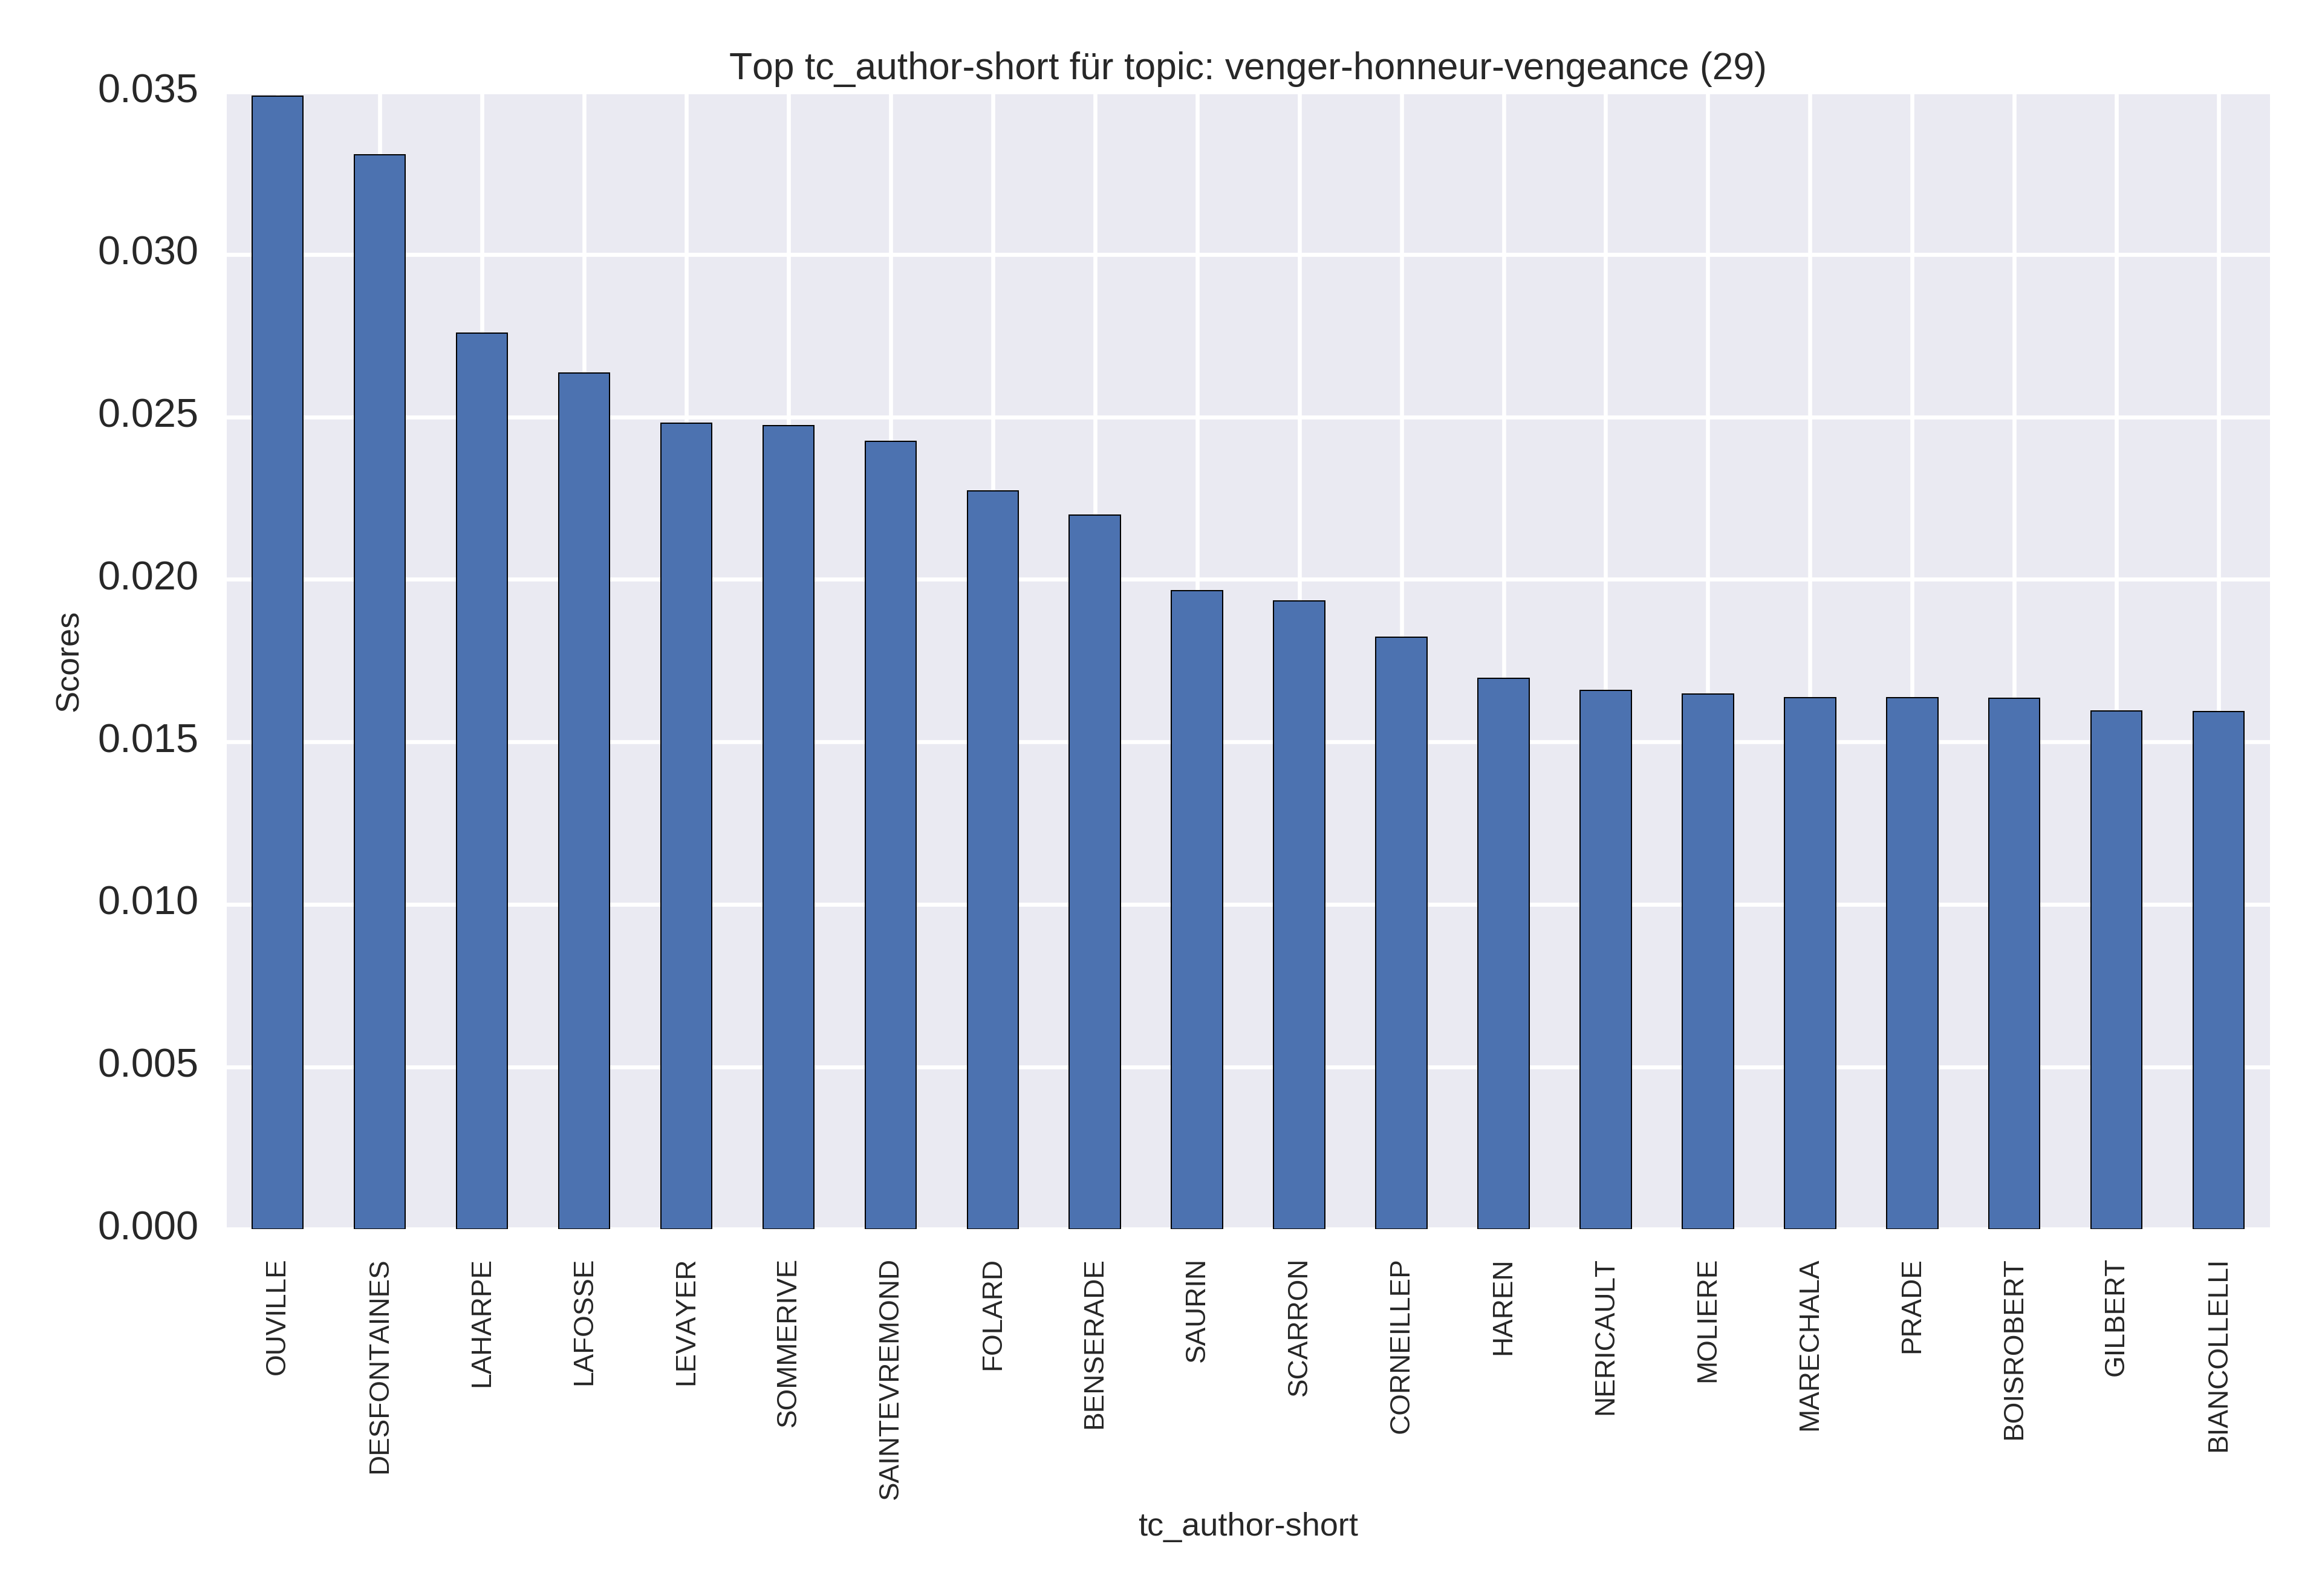 Top tc_author-short für topic: venger-honneur-vengeance (29)
0.035
0.030
0.025
0.020
0.015
0.010
0.005
0.000
Scores
OUVILLE
DESFONTAINES
LAHARPE
LAFOSSE
LEVAYER
SOMMERIVE
SAINTEVREMOND
FOLARD
BENSERADE
SAURIN
SCARRON
CORNEILLEP
HAREN
NERICAULT
MOLIERE
MARECHALA
PRADE
BOISROBERT
GILBERT
BIANCOLLELLI
tc_author-short